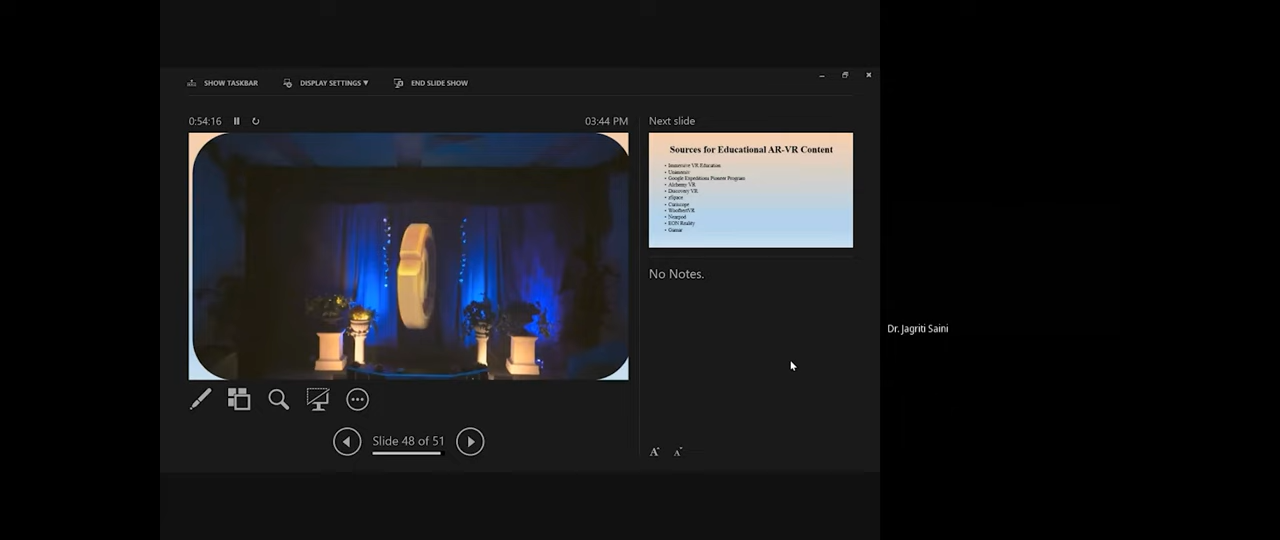 SHOW TASKBAR
DISPLAY SETTINGS ▼
END SLIDE SHOW
0:54:16
03:44 PM
Next slide
Sources for Educational AR-VR Content
• Immersive VR Education
• Unimersiv
• Google Expeditions Pioneer Program
• Alchemy VR
• Discovery VR
• zSpace
• Curiscope
• Nearpod
• EON Reality
No Notes.
Dr. Jagriti Saini
Slide 48 of 51
A A